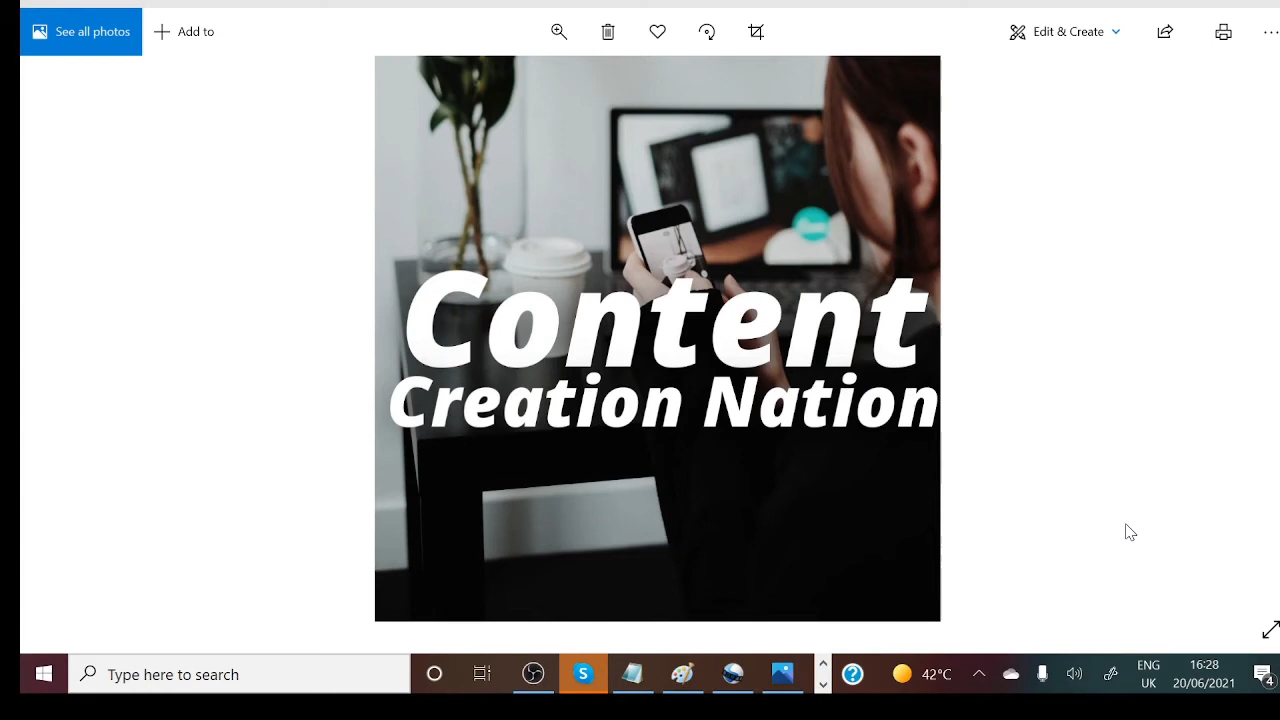 See all photos
Add to
Edit & Create
Content
Creation Nation
Type here to search
42°C
ENG
UK
16:28
20/06/2021
4